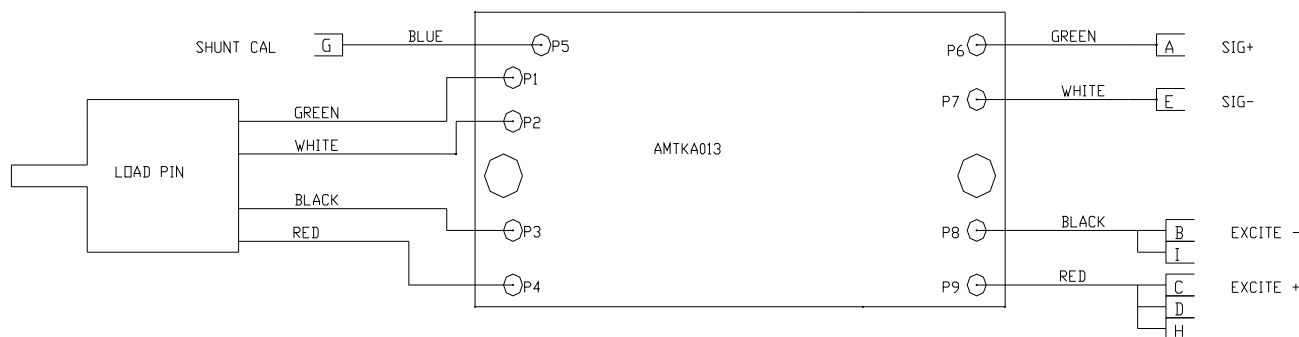 SHUNT CAL G BLUE P5
P1
GREEN
P2
WHITE
LOAD PIN
BLACK
P3
RED
P4
AMTKA013
P6 GREEN A SIG+
P7 WHITE E SIG-
P8 BLACK B EXCITE -
I
P9 RED C EXCITE +
D
H